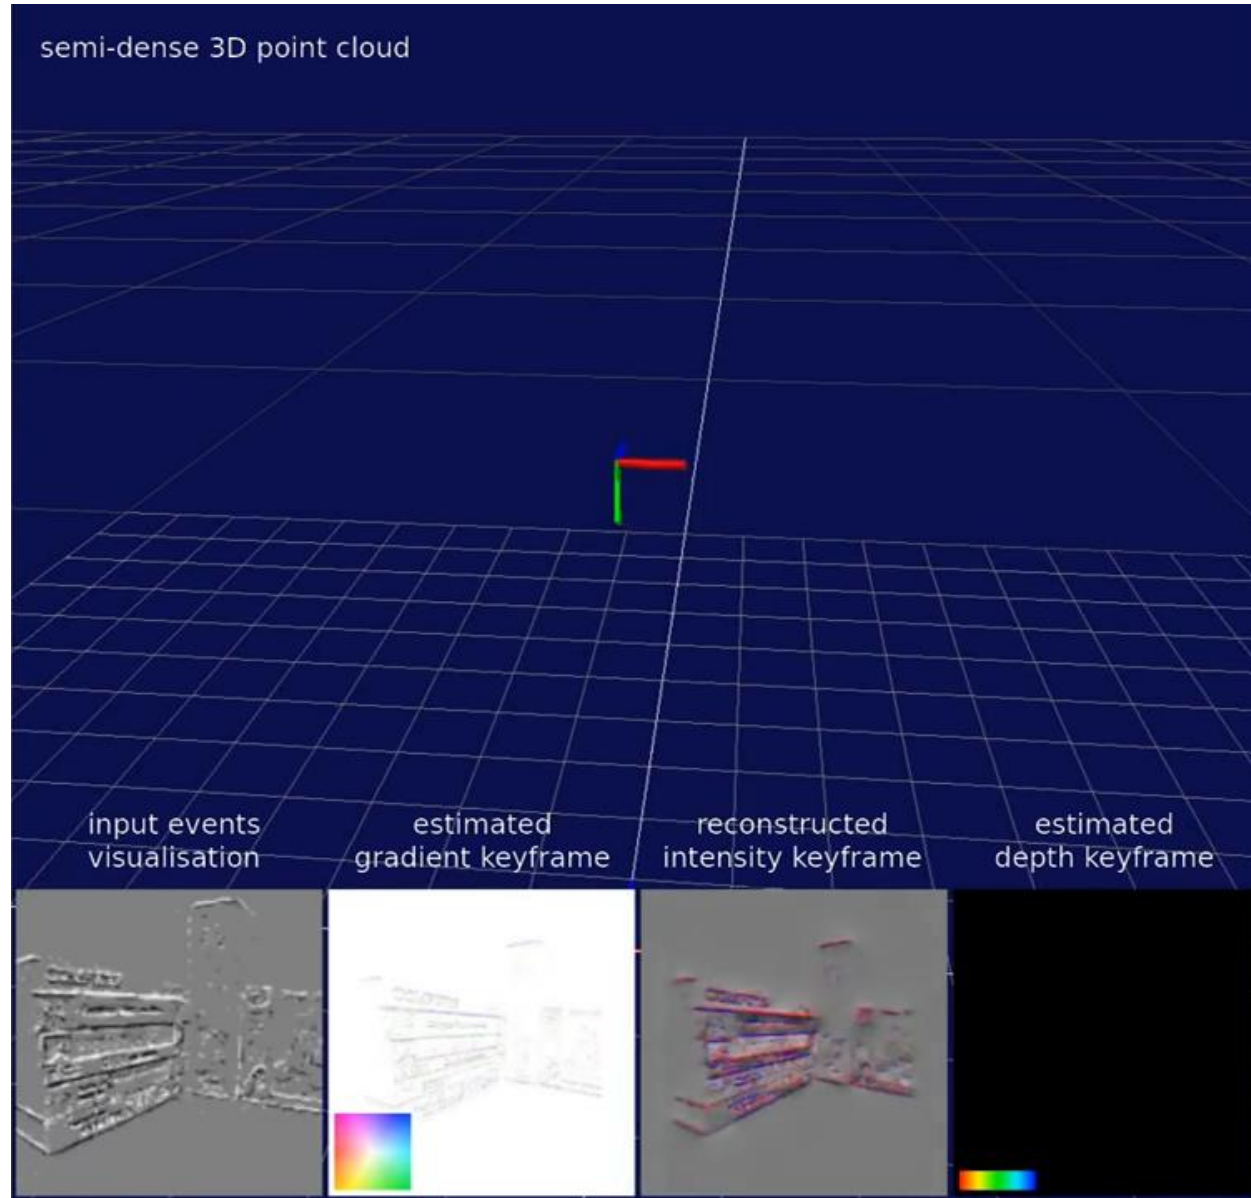 semi-dense 3D point cloud
input events
visualisation
estimated
gradient keyframe
reconstructed
intensity keyframe
estimated
depth keyframe